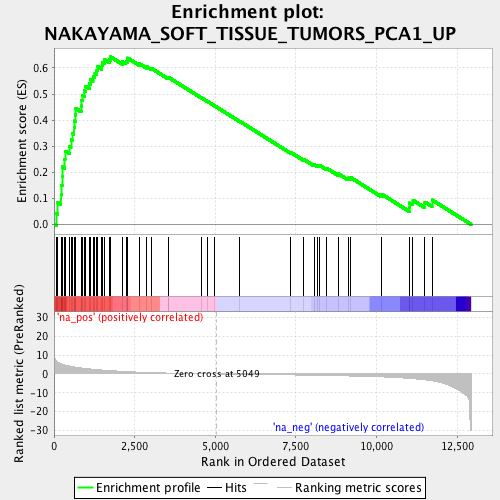 Enrichment plot:
NAKAYAMA_SOFT_TISSUE_TUMORS_PCA1_UP
Enrichment score (ES)
0.6
0.5
0.4
0.3
0.2
0.1
0.0
Ranked list metric (PreRanked)
'na_pos' (positively correlated)
30
20
10
0
-10
-20
-30
Zero cross at 5049
'na_neg' (negatively correlated)
0
2,500
5,000
7,500
10,000
12,500
Rank in Ordered Dataset
Enrichment profile
Hits
Ranking metric scores